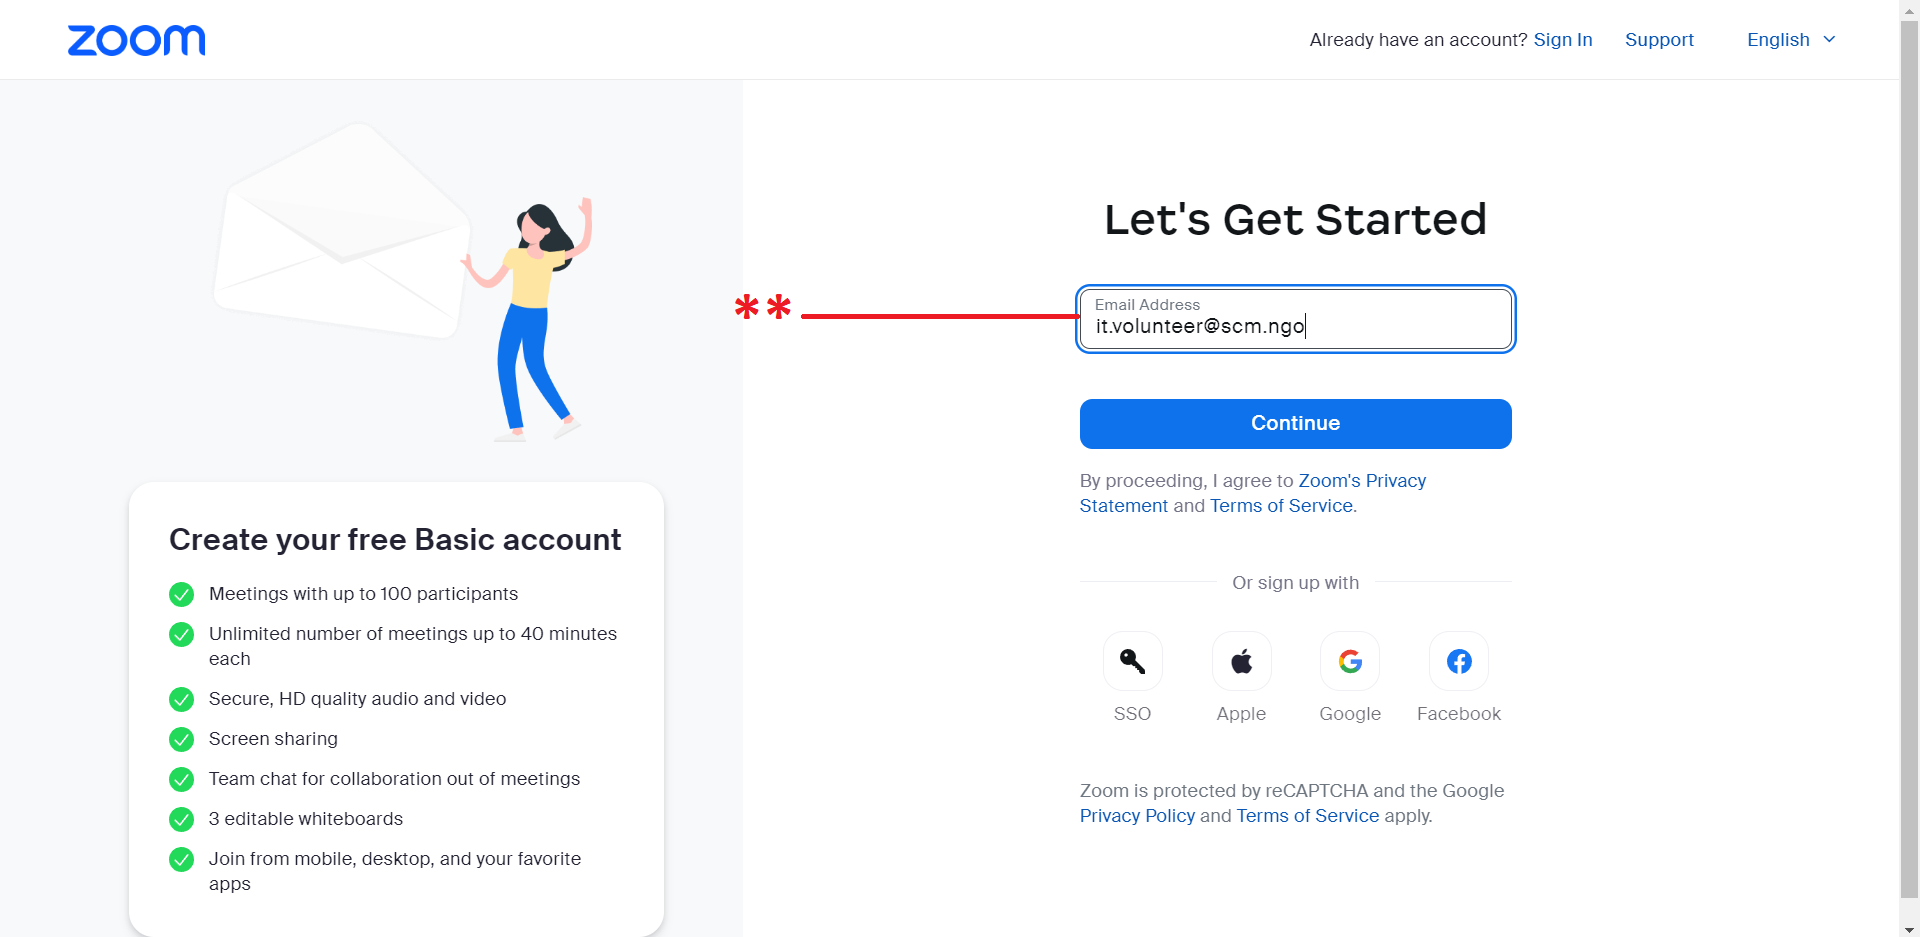 zoom
Already have an account? Sign In
Support
English
Let's Get Started
**
Email Address
it.volunteer@scm.ngo
Continue
By proceeding, I agree to Zoom's Privacy
Statement and Terms of Service.
Or sign up with
SSO
Apple
Google
Facebook
Zoom is protected by reCAPTCHA and the Google
Privacy Policy and Terms of Service apply.
Create your free Basic account
Meetings with up to 100 participants
Unlimited number of meetings up to 40 minutes
each
Secure, HD quality audio and video
Screen sharing
Team chat for collaboration out of meetings
3 editable whiteboards
Join from mobile, desktop, and your favorite
apps